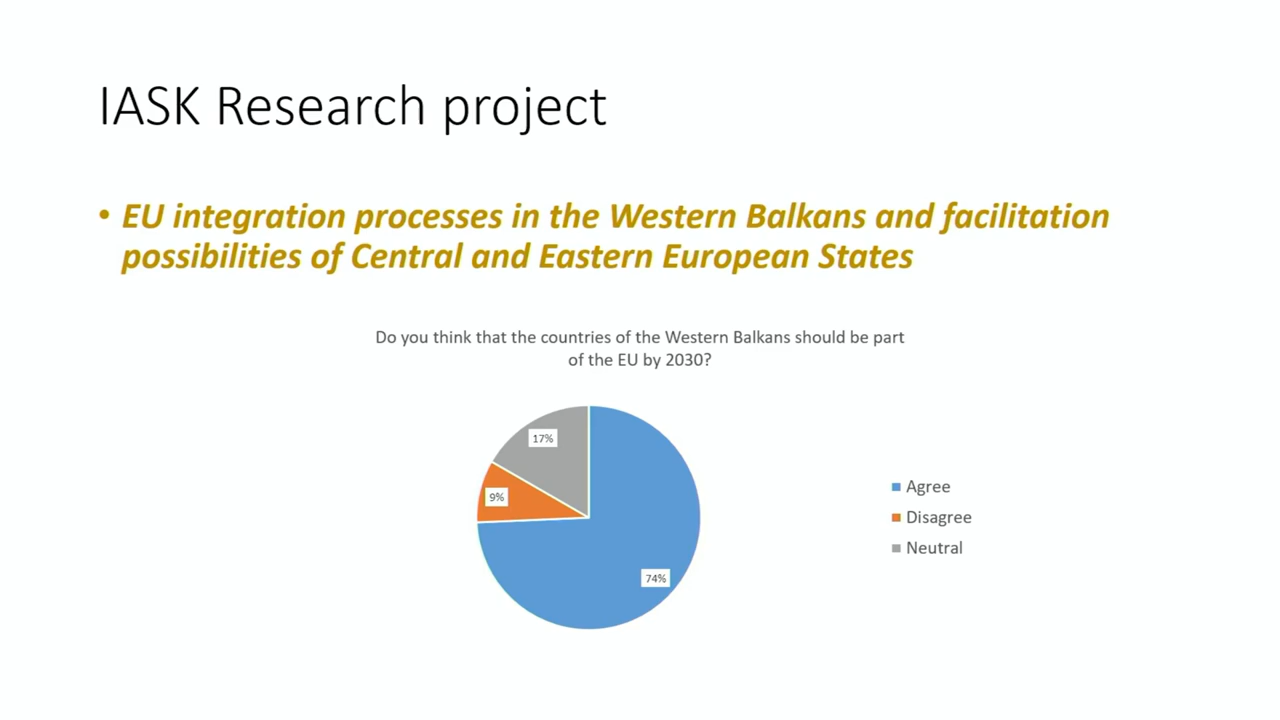 IASK Research project
• EU integration processes in the Western Balkans and facilitation
possibilities of Central and Eastern European States
Do you think that the countries of the Western Balkans should be part
of the EU by 2030?
17%
9%
74%
Agree
Disagree
Neutral